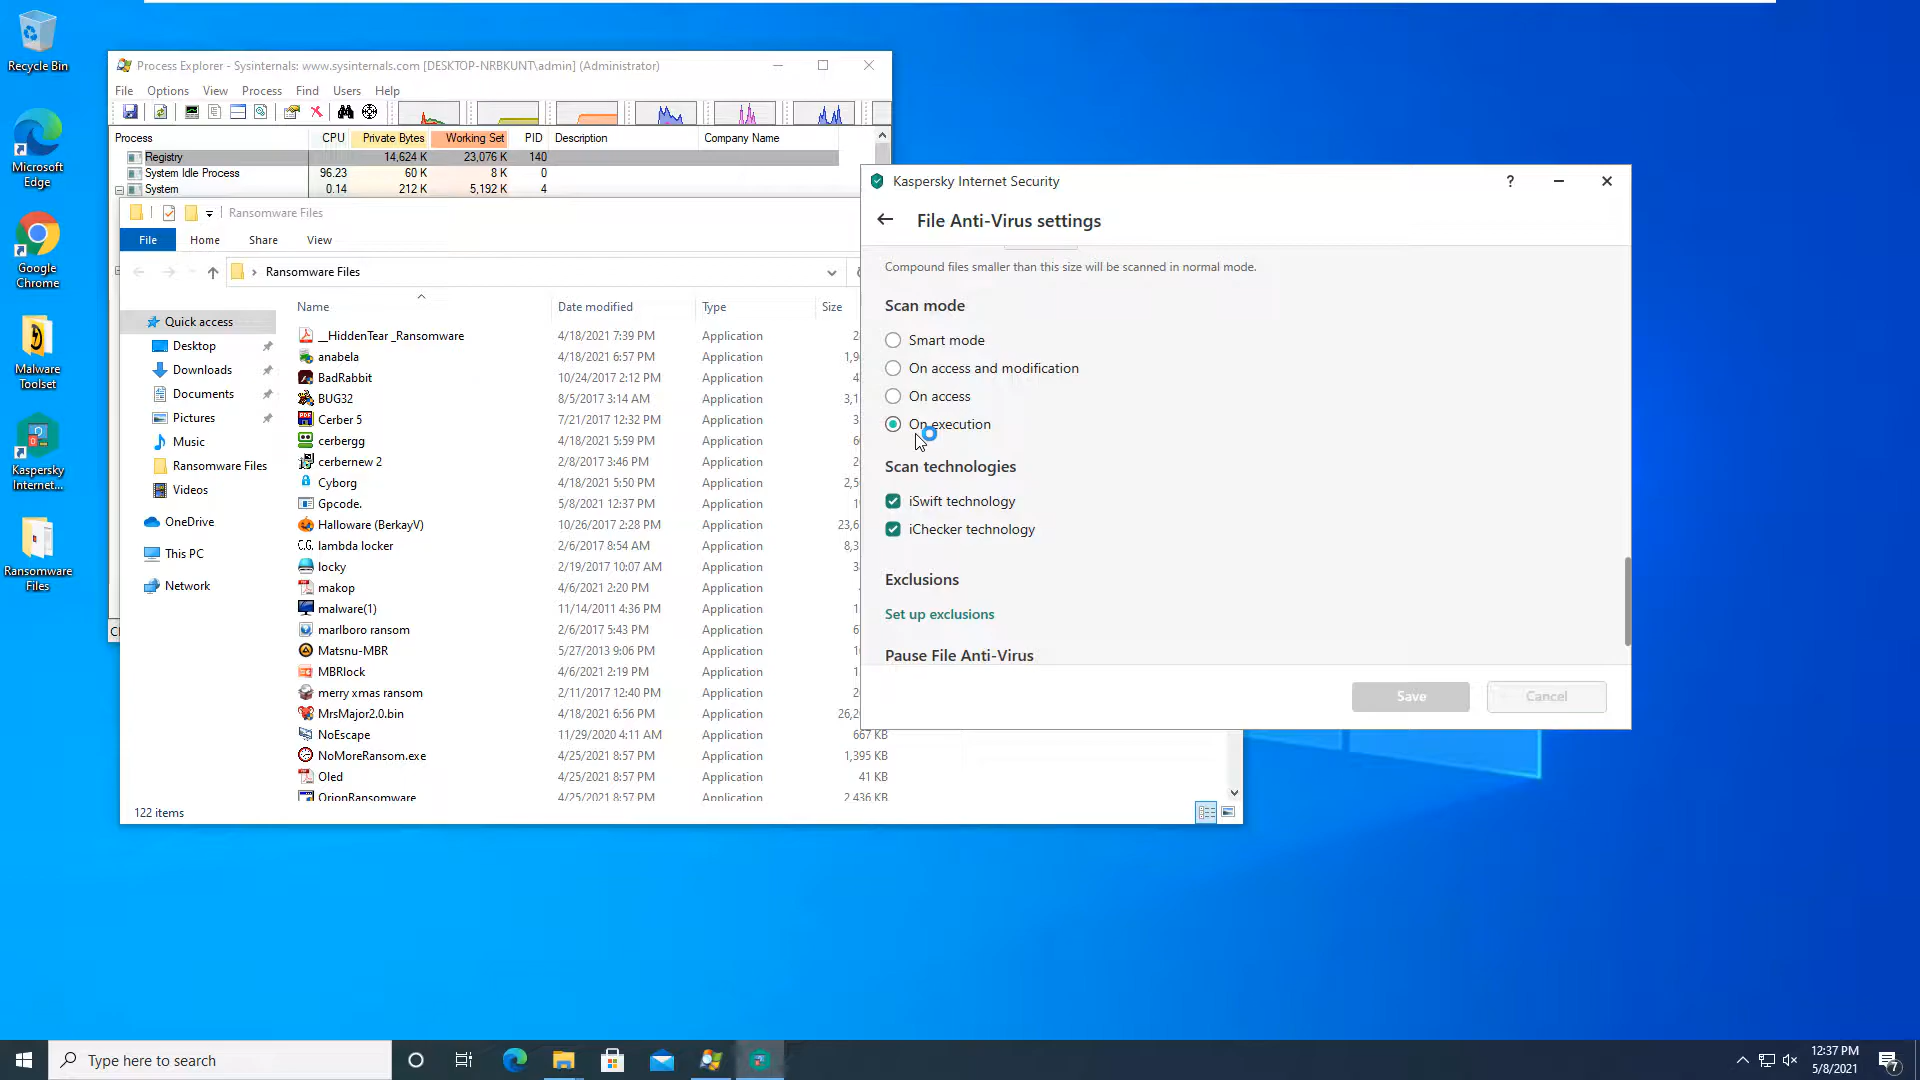 Recycle Bin
Microsoft
Edge
Google
Chrome
Malware
Toolset
Kaspersky
Internet...
Ransomware
Files
Process Explorer - Sysinternals: www.sysinternals.com [DESKTOP-NRBKUNT\admin] (Administrator)
File Options View Process Find Users Help
Process CPU Private Bytes Working Set PID Description Company Name
Registry 14,624 K 23,076 K 140
System Idle Process 96.23 60 K 8 K 0
System 0.14 212 K 5,192 K 4
Ransomware Files
File Home Share View
Ransomware Files
Name Date modified Type Size
Quick access
Desktop
Downloads
Documents
Pictures
Music
Ransomware Files
Videos
OneDrive
This PC
Network
__HiddenTear _Ransomware 4/18/2021 7:39 PM Application
anabela 4/18/2021 6:57 PM Application
BadRabbit 10/24/2017 2:12 PM Application
BUG32 8/5/2017 3:14 AM Application
Cerber 5 7/21/2017 12:32 PM Application
cerbergg 4/18/2021 5:59 PM Application
cerbernew 2 2/8/2017 3:46 PM Application
Cyborg 4/18/2021 5:50 PM Application
Gpcode. 5/8/2021 12:37 PM Application
Halloware (BerkayV) 10/26/2017 2:28 PM Application
lambda locker 2/6/2017 8:54 AM Application
locky 2/19/2017 10:07 AM Application
makop 4/6/2021 2:20 PM Application
malware(1) 11/14/2011 4:36 PM Application
marlboro ransom 2/6/2017 5:43 PM Application
Matsnu-MBR 5/27/2013 9:06 PM Application
MBRlock 4/6/2021 2:19 PM Application
merry xmas ransom 2/11/2017 12:40 PM Application
MrsMajor2.0.bin 4/18/2021 6:56 PM Application
NoEscape 11/29/2020 4:11 AM Application 667 KB
NoMoreRansom.exe 4/25/2021 8:57 PM Application 1,395 KB
Oled 4/25/2021 8:57 PM Application 41 KB
OrionRansomware 4/25/2021 8:57 PM Application 2,436 KB
122 items
Kaspersky Internet Security ?
File Anti-Virus settings
Compound files smaller than this size will be scanned in normal mode.
Scan mode
Smart mode
On access and modification
On access
On execution
Scan technologies
iSwift technology
iChecker technology
Exclusions
Set up exclusions
Pause File Anti-Virus
Save Cancel
Type here to search
12:37 PM
5/8/2021
7